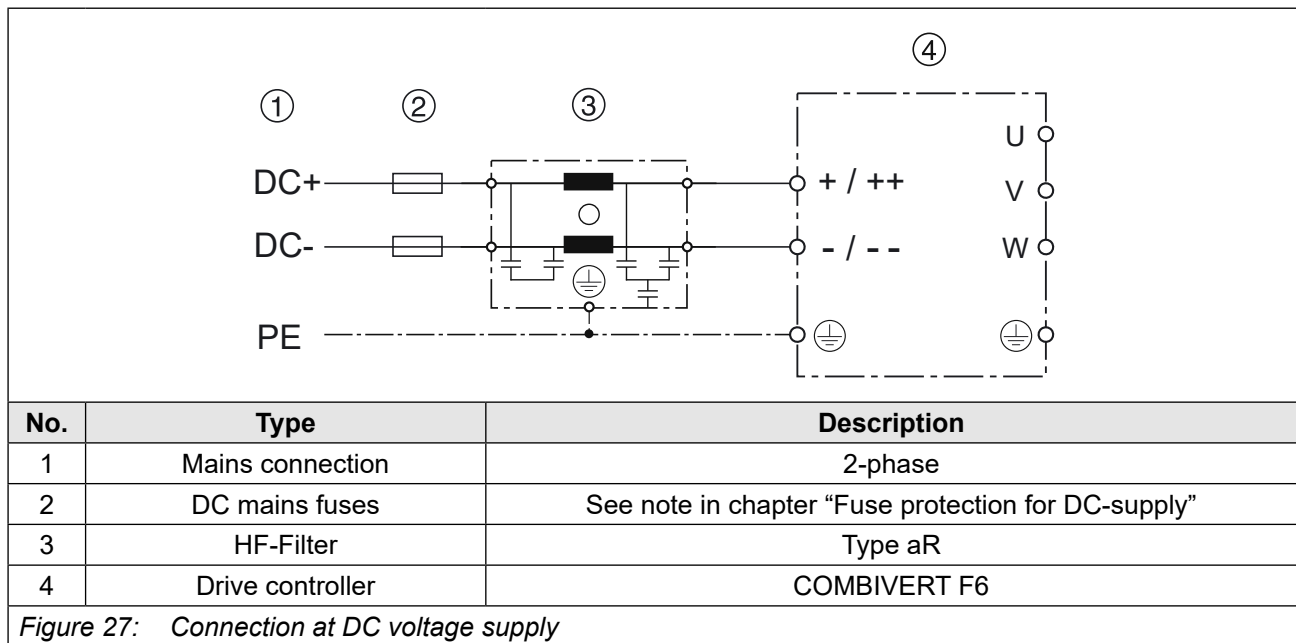 ④
① ② ③
U
DC+ + / ++
V
DC- - / - -
W
PE
No. Type Description
1 Mains connection 2-phase
2 DC mains fuses See note in chapter “Fuse protection for DC-supply”
3 HF-Filter Type aR
4 Drive controller COMBIVERT F6
Figure 27: Connection at DC voltage supply